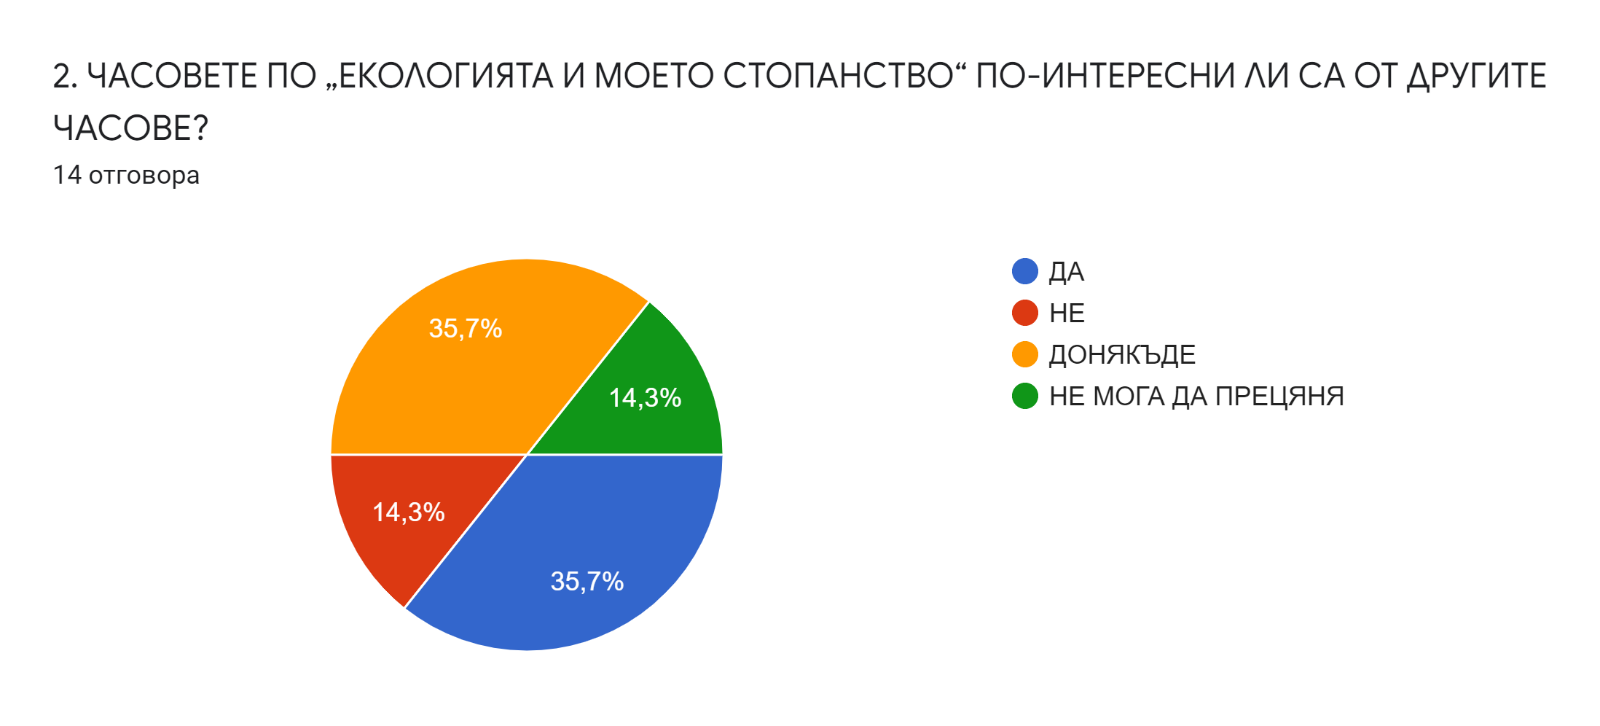 2. ЧАСОВЕТЕ ПО „ЕКОЛОГИЯТА И МОЕТО СТОПАНСТВО“ ПО-ИНТЕРЕСНИ ЛИ СА ОТ ДРУГИТЕ
ЧАСОВЕ?
14 отговора
ДА
НЕ
ДОНЯКЪДЕ
НЕ МОГА ДА ПРЕЦЯНЯ
35,7%
14,3%
14,3%
35,7%